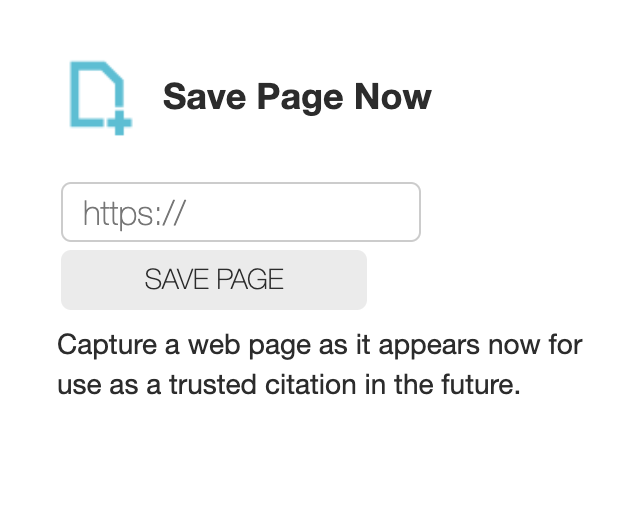 Save Page Now
https://
SAVE PAGE
Capture a web page as it appears now for
use as a trusted citation in the future.